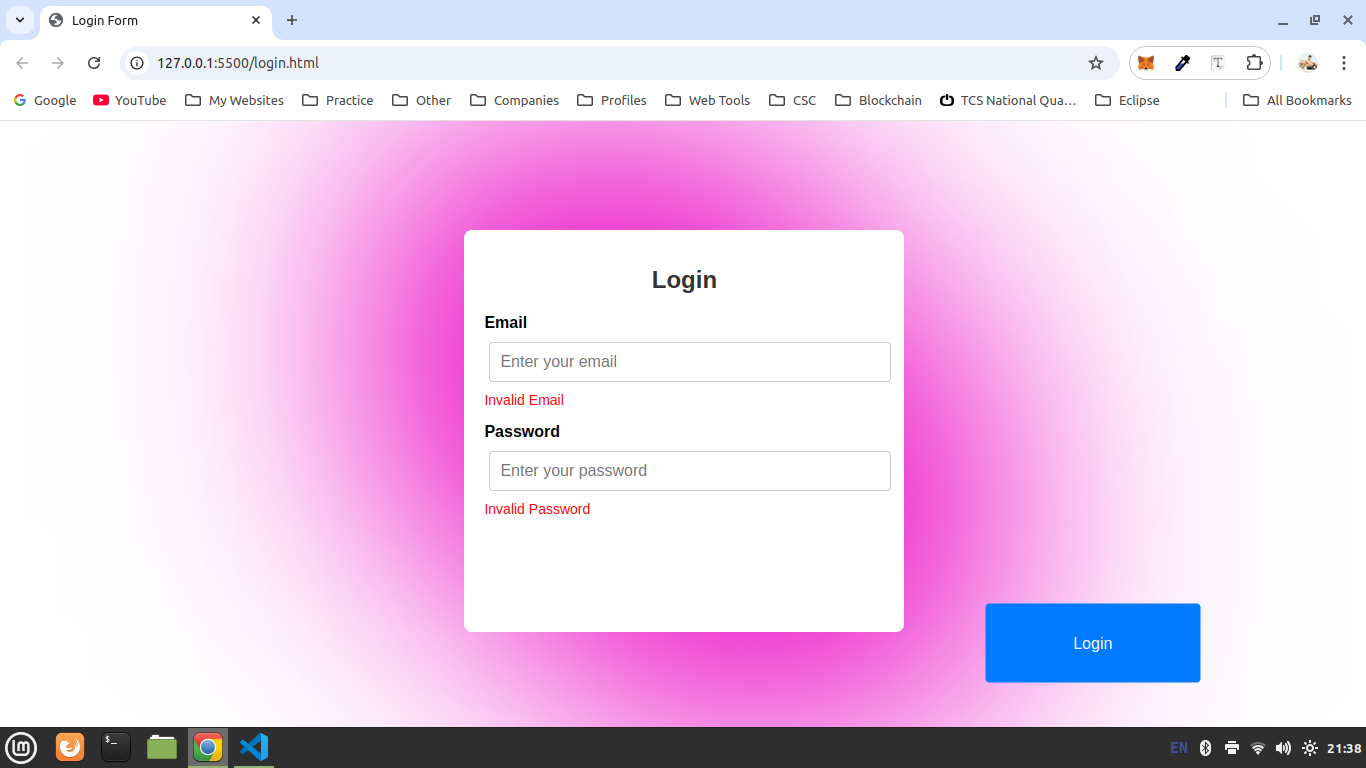 Login Form
127.0.0.1:5500/login.html
Google YouTube My Websites Practice Other Companies Profiles Web Tools CSC Blockchain TCS National Qua… Eclipse All Bookmarks
Login
Email
Enter your email
Invalid Email
Password
Enter your password
Invalid Password
Login
EN 21:38